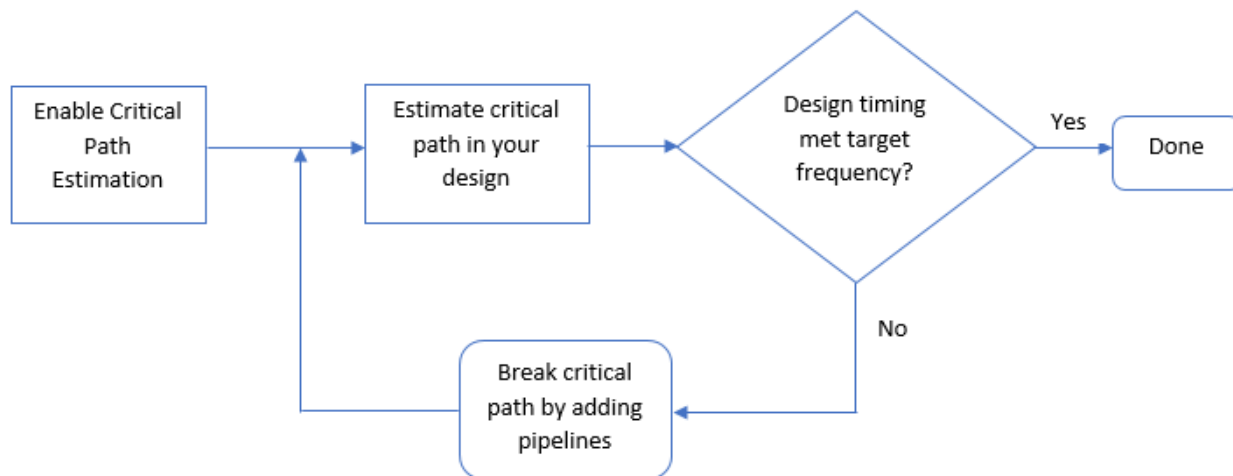 Enable Critical
Path
Estimation
Estimate critical
path in your
design
Design timing
met target
frequency?
Yes
Done
No
Break critical
path by adding
pipelines